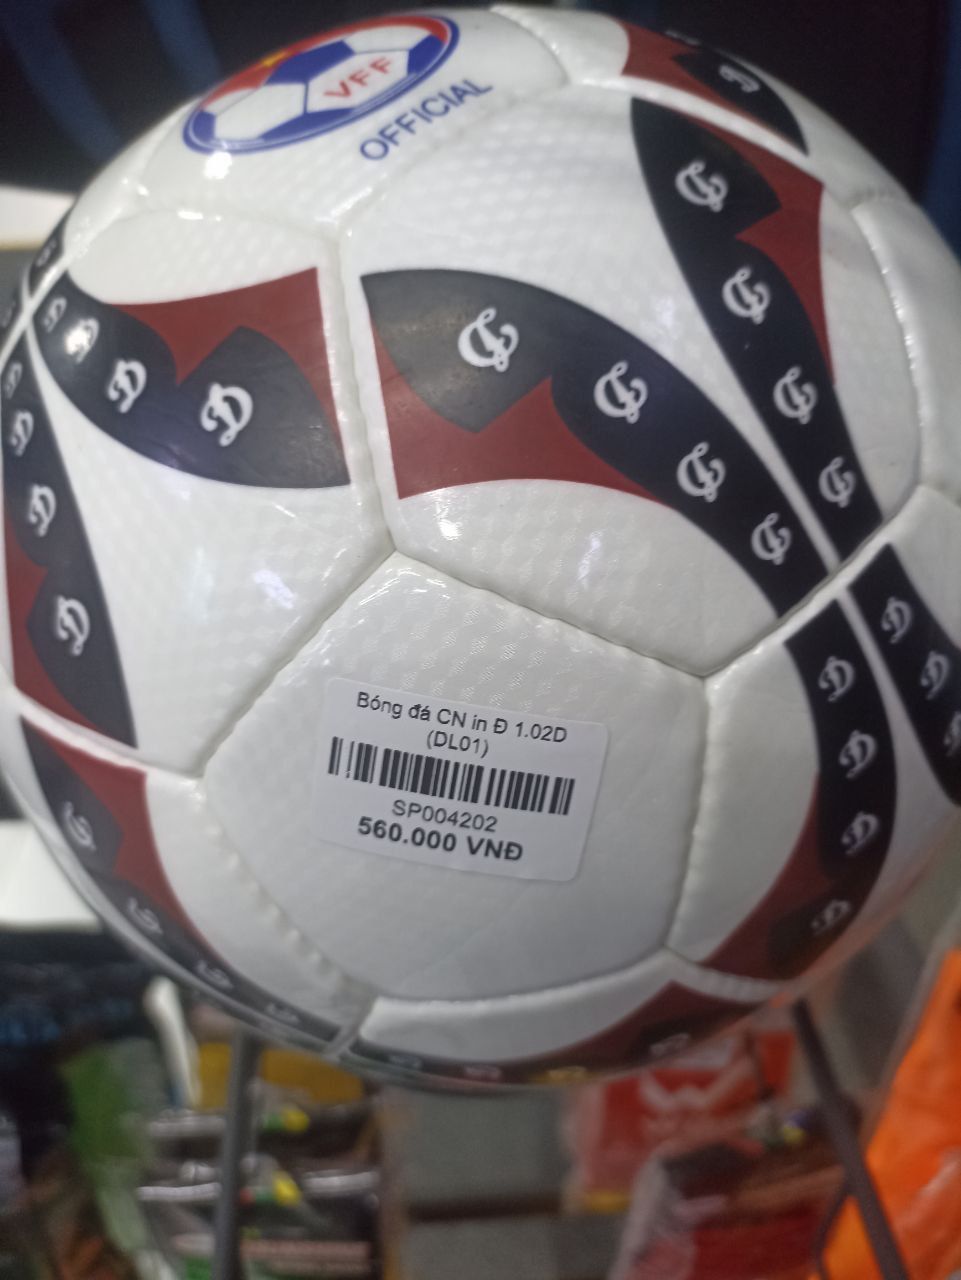 VFF
OFFICIAL
Bóng đá CN in Đ 1.02D
(DL01)
SP004202
560.000 VNĐ